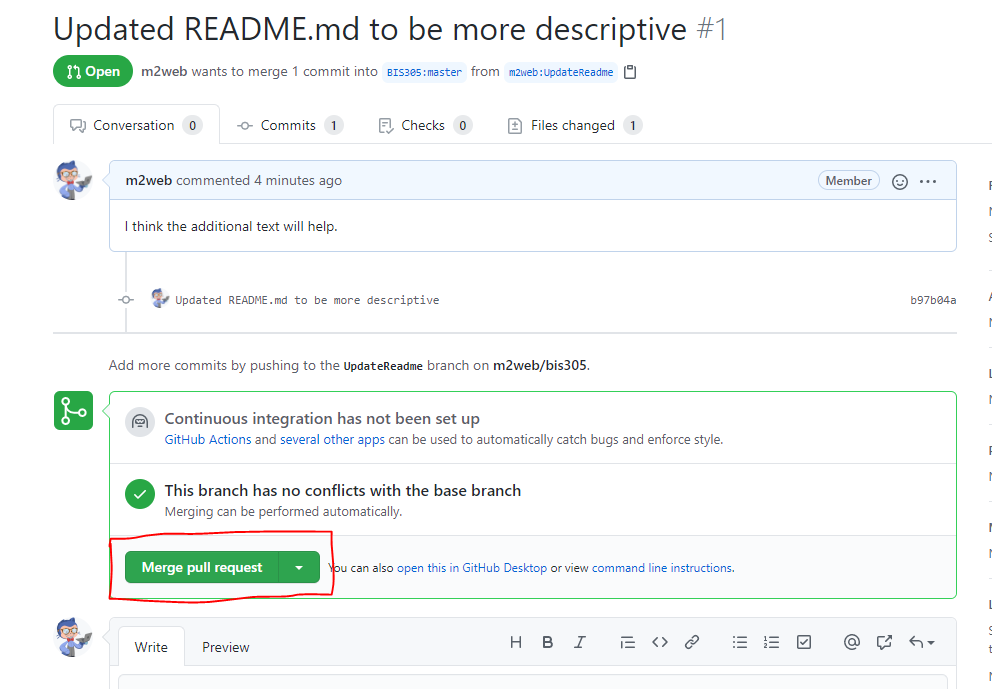 Updated README.md to be more descriptive #1
Open m2web wants to merge 1 commit into BIS305:master from m2web:UpdateReadme
Conversation 0 Commits 1 Checks 0 Files changed 1
m2web commented 4 minutes ago Member
I think the additional text will help.
Updated README.md to be more descriptive b97b04a
Add more commits by pushing to the UpdateReadme branch on m2web/bis305.
Continuous integration has not been set up
GitHub Actions and several other apps can be used to automatically catch bugs and enforce style.
This branch has no conflicts with the base branch
Merging can be performed automatically.
Merge pull request You can also open this in GitHub Desktop or view command line instructions.
Write Preview H B I